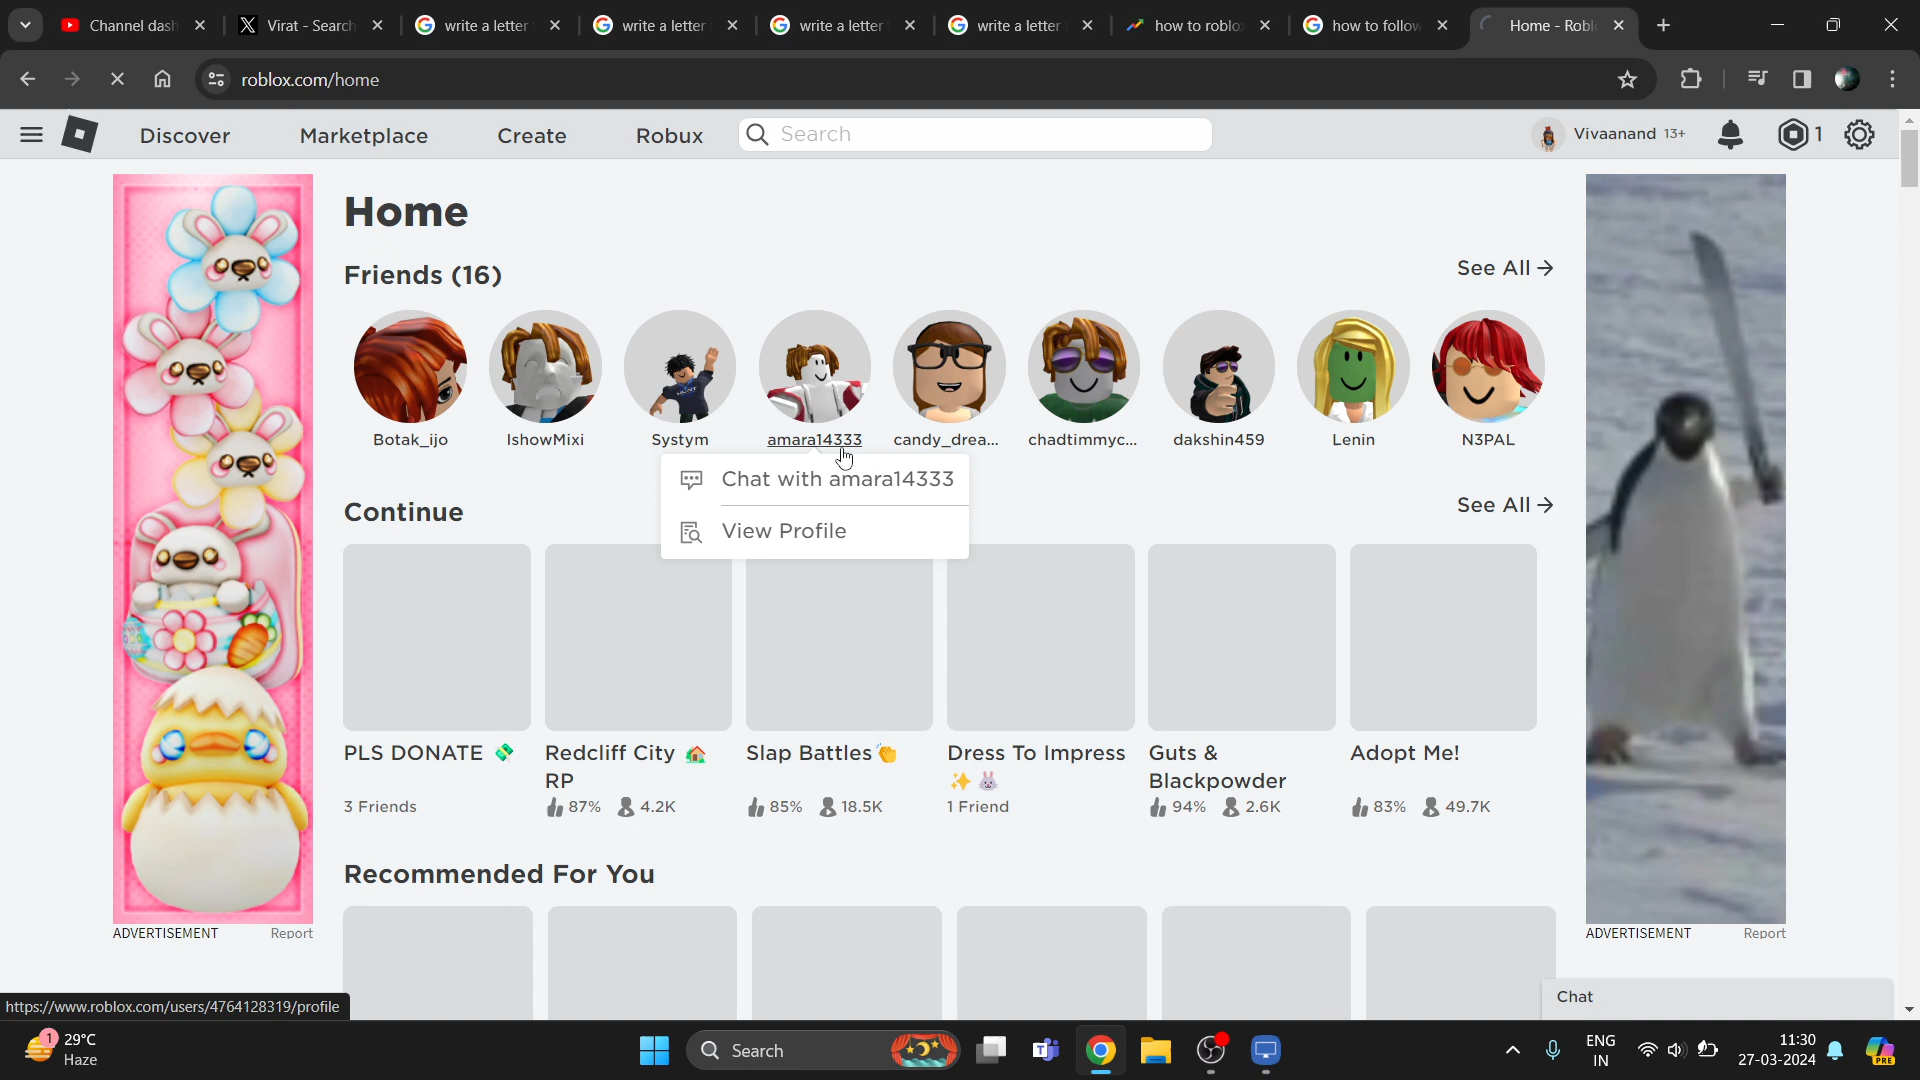 Channel dash
Virat - Search
write a letter
write a letter
write a letter
write a letter
how to roblo
how to follow
Home - Robl
roblox.com/home
Discover
Marketplace
Create
Robux
Search
Vivaanand 13+
1
Home
Friends (16)
See All
Botak_ijo
IshowMixi
Systym
amara14333
candy_drea...
chadtimmyc...
dakshin459
Lenin
N3PAL
Chat with amara14333
View Profile
Continue
See All
PLS DONATE 💸
Redcliff City 🏠
RP
Slap Battles👏
Dress To Impress
✨🐰
Guts &
Blackpowder
Adopt Me!
3 Friends
87% 4.2K
85% 18.5K
1 Friend
94% 2.6K
83% 49.7K
Recommended For You
ADVERTISEMENT
Report
ADVERTISEMENT
Report
Chat
https://www.roblox.com/users/4764128319/profile
1
29°C
Haze
Search
ENG
IN
11:30
27-03-2024
PRE